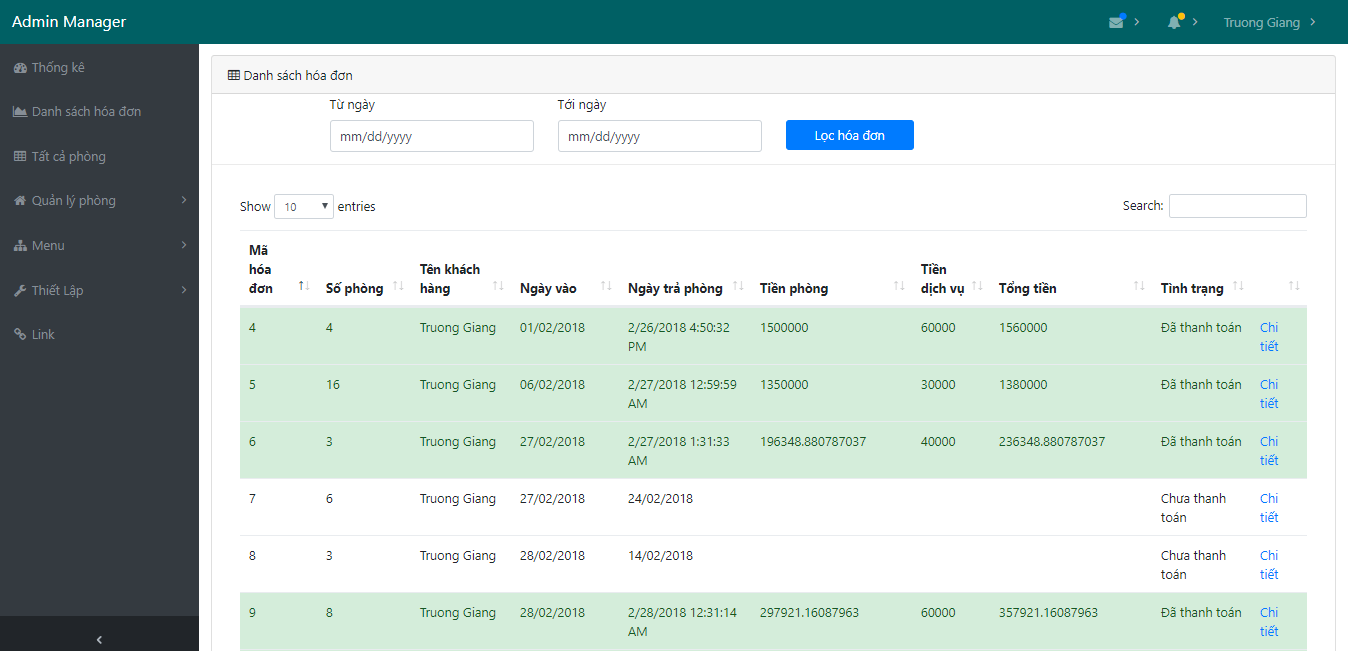 Admin Manager
Truong Giang
Thống kê
Danh sách hóa đơn
Tất cả phòng
Quản lý phòng
Menu
Thiết Lập
Link
Danh sách hóa đơn
Từ ngày
Tới ngày
mm/dd/yyyy
mm/dd/yyyy
Lọc hóa đơn
Show 10 entries
Search:
Mã
hóa
đơn
Số phòng
Tên khách
hàng
Ngày vào
Ngày trả phòng
Tiền phòng
Tiền
dịch vụ
Tổng tiền
Tình trạng
4 4 Truong Giang 01/02/2018 2/26/2018 4:50:32 1500000 60000 1560000 Đã thanh toán Chi
PM tiết
5 16 Truong Giang 06/02/2018 2/27/2018 12:59:59 1350000 30000 1380000 Đã thanh toán Chi
AM tiết
6 3 Truong Giang 27/02/2018 2/27/2018 1:31:33 196348.880787037 40000 236348.880787037 Đã thanh toán Chi
AM tiết
7 6 Truong Giang 27/02/2018 24/02/2018 Chưa thanh Chi
toán tiết
8 3 Truong Giang 28/02/2018 14/02/2018 Chưa thanh Chi
toán tiết
9 8 Truong Giang 28/02/2018 2/28/2018 12:31:14 297921.16087963 60000 357921.16087963 Đã thanh toán Chi
AM tiết